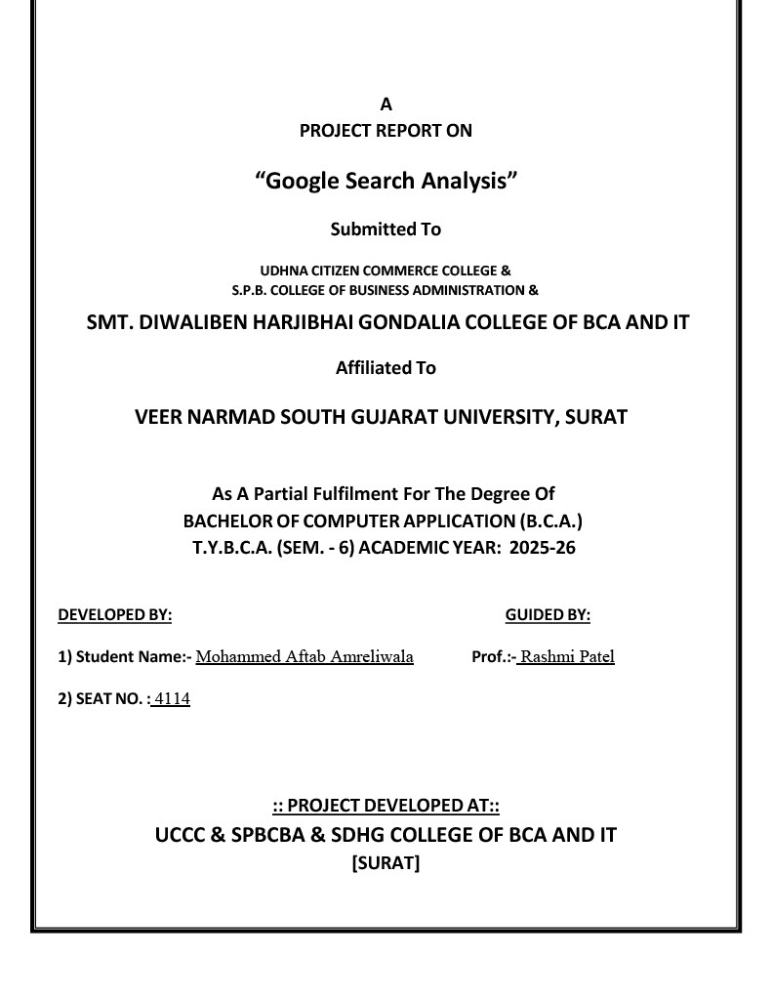 A
PROJECT REPORT ON
“Google Search Analysis”
Submitted To
UDHNA CITIZEN COMMERCE COLLEGE &
S.P.B. COLLEGE OF BUSINESS ADMINISTRATION &
SMT. DIWALIBEN HARJIBHAI GONDALIA COLLEGE OF BCA AND IT
Affiliated To
VEER NARMAD SOUTH GUJARAT UNIVERSITY, SURAT
As A Partial Fulfilment For The Degree Of
BACHELOR OF COMPUTER APPLICATION (B.C.A.)
T.Y.B.C.A. (SEM. - 6) ACADEMIC YEAR: 2025-26
DEVELOPED BY: GUIDED BY:
1) Student Name:- Mohammed Aftab Amreliwala Prof.:- Rashmi Patel
2) SEAT NO. : 4114
:: PROJECT DEVELOPED AT::
UCCC & SPBCBA & SDHG COLLEGE OF BCA AND IT
[SURAT]